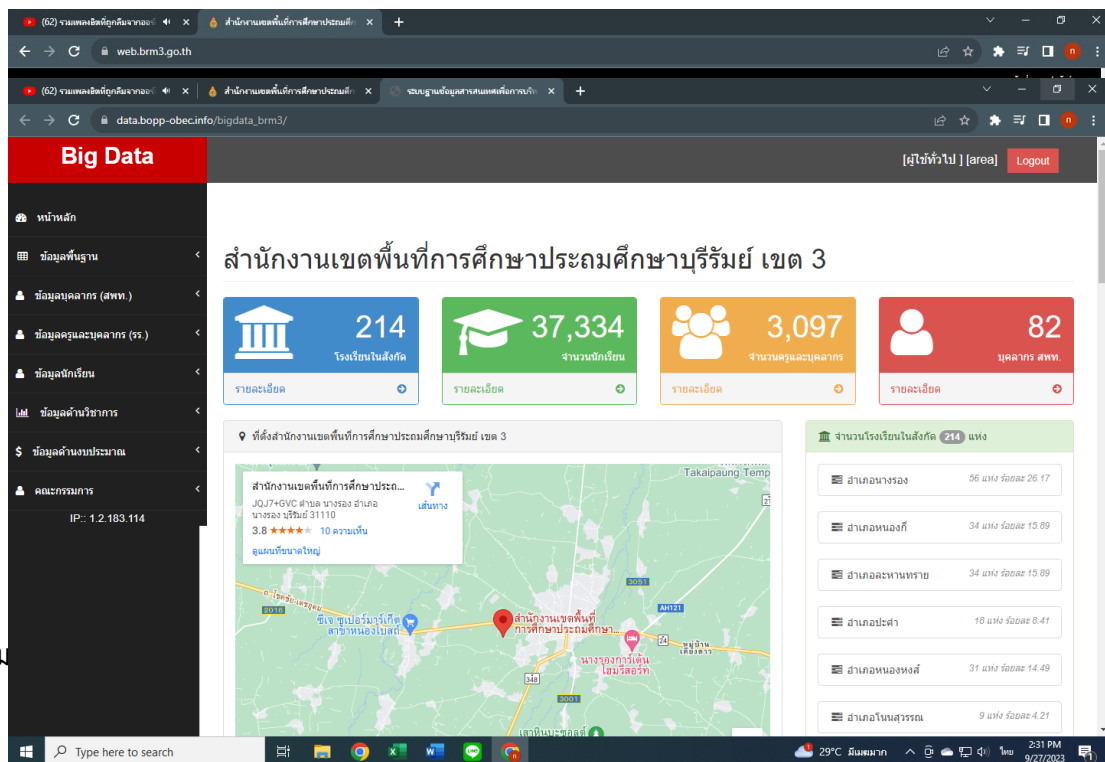 (62) รวมเพลงฮิตที่ถูกลืมจากออร์
สำนักงานเขตพื้นที่การศึกษาประถมศึก
web.brm3.go.th
(62) รวมเพลงฮิตที่ถูกลืมจากออร์
สำนักงานเขตพื้นที่การศึกษาประถมศึก
ระบบฐานข้อมูลสารสนเทศเพื่อการบริห
data.bopp-obec.info/bigdata_brm3/
Big Data
[ผู้ใช้ทั่วไป ] [area] Logout
หน้าหลัก
ข้อมูลพื้นฐาน
ข้อมูลบุคลากร (สพท.)
ข้อมูลครูและบุคลากร (รร.)
ข้อมูลนักเรียน
ข้อมูลด้านวิชาการ
ข้อมูลด้านงบประมาณ
คณะกรรมการ
IP:: 1.2.183.114
สำนักงานเขตพื้นที่การศึกษาประถมศึกษาบุรีรัมย์ เขต 3
214
โรงเรียนในสังกัด
รายละเอียด
37,334
จำนวนนักเรียน
รายละเอียด
3,097
จำนวนครูและบุคลากร
รายละเอียด
82
บุคลากร สพท.
รายละเอียด
ที่ตั้งสำนักงานเขตพื้นที่การศึกษาประถมศึกษาบุรีรัมย์ เขต 3
สำนักงานเขตพื้นที่การศึกษาประถ...
JQJ7+GVC ตำบล นางรอง อำเภอ
นางรอง บุรีรัมย์ 31110
เส้นทาง
3.8 ★★★★★ 10 ความเห็น
ดูแผนที่ขนาดใหญ่
Takaipaung Temp
3051
2016
AH121
24
348
3001
ซีเจ ซูเปอร์มาร์เก็ต
สาขาหนองโบสถ์
สำนักงานเขตพื้นที่
การศึกษาประถมศึกษา...
นางรองการ์เด้น
โฮมรีสอร์ท
เสาหินบะซอลต์
จำนวนโรงเรียนในสังกัด 214 แห่ง
อำเภอนางรอง 56 แห่ง ร้อยละ 26.17
อำเภอหนองกี่ 34 แห่ง ร้อยละ 15.89
อำเภอละหานทราย 34 แห่ง ร้อยละ 15.89
อำเภอปะคำ 18 แห่ง ร้อยละ 8.41
อำเภอหนองหงส์ 31 แห่ง ร้อยละ 14.49
อำเภอโนนสุวรรณ 9 แห่ง ร้อยละ 4.21
Type here to search
29°C มีเมฆมาก
ไทย
2:31 PM
9/27/2023